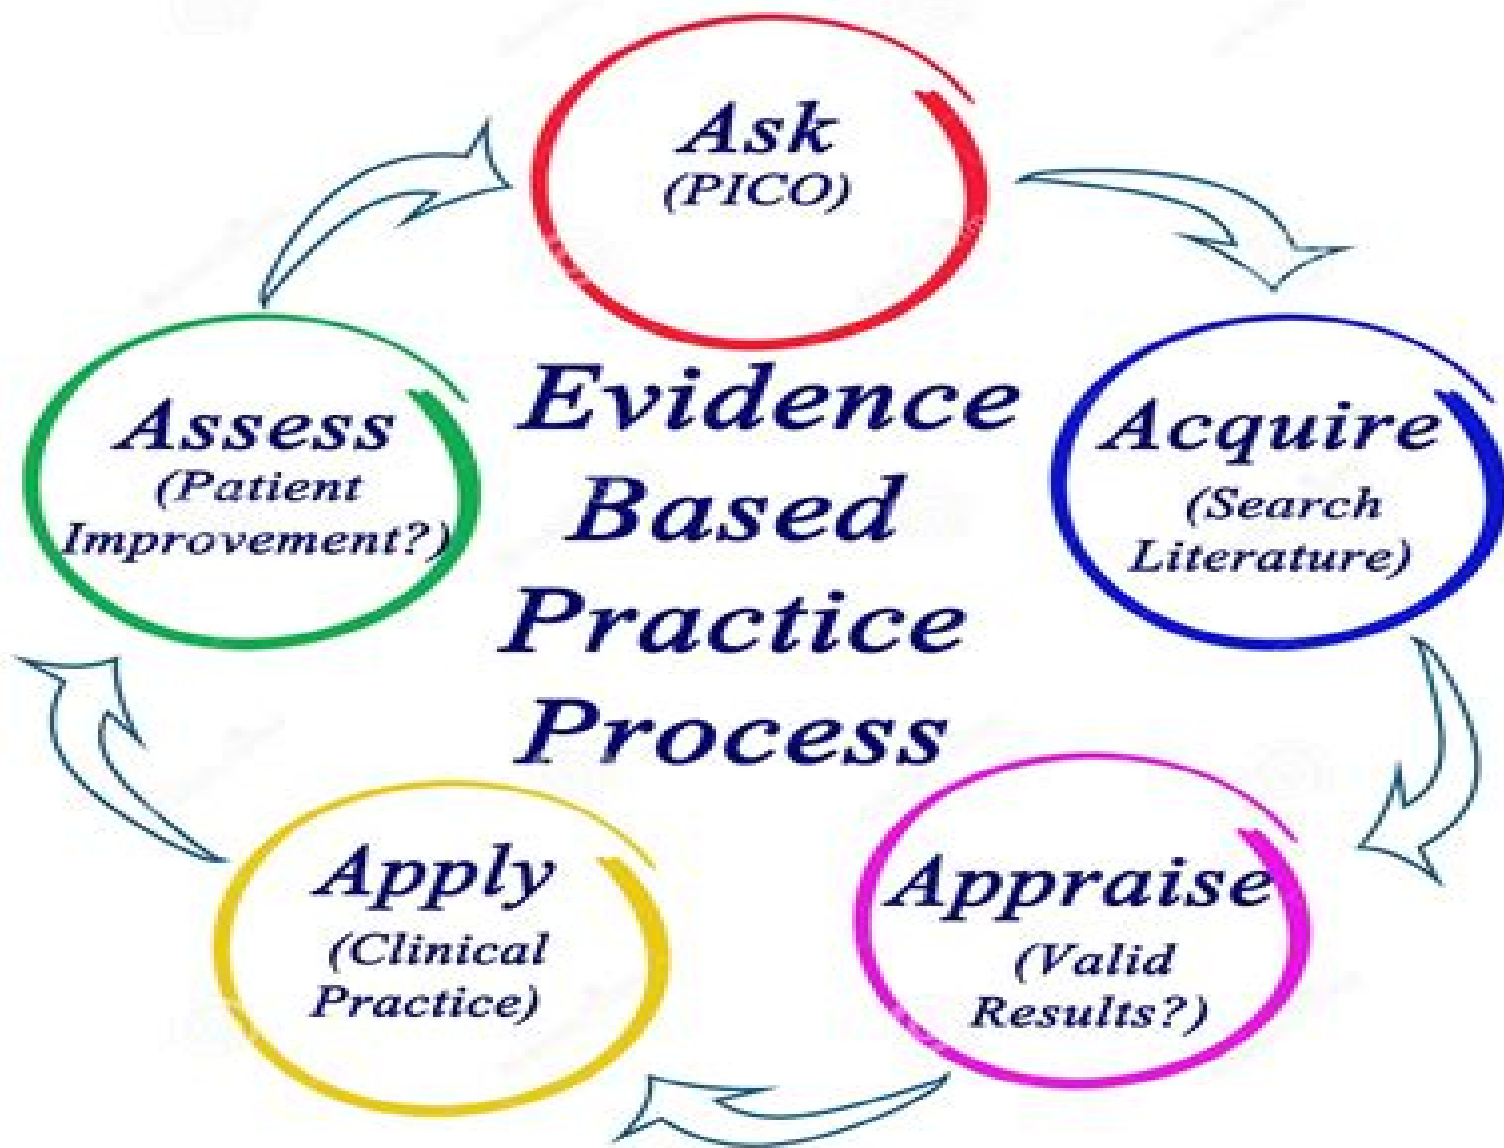 Ask
(PICO)
Evidence
Based
Practice
Process
Acquire
(Search
Literature)
Appraise
(Valid
Results?)
Apply
(Clinical
Practice)
Assess
(Patient
Improvement?)